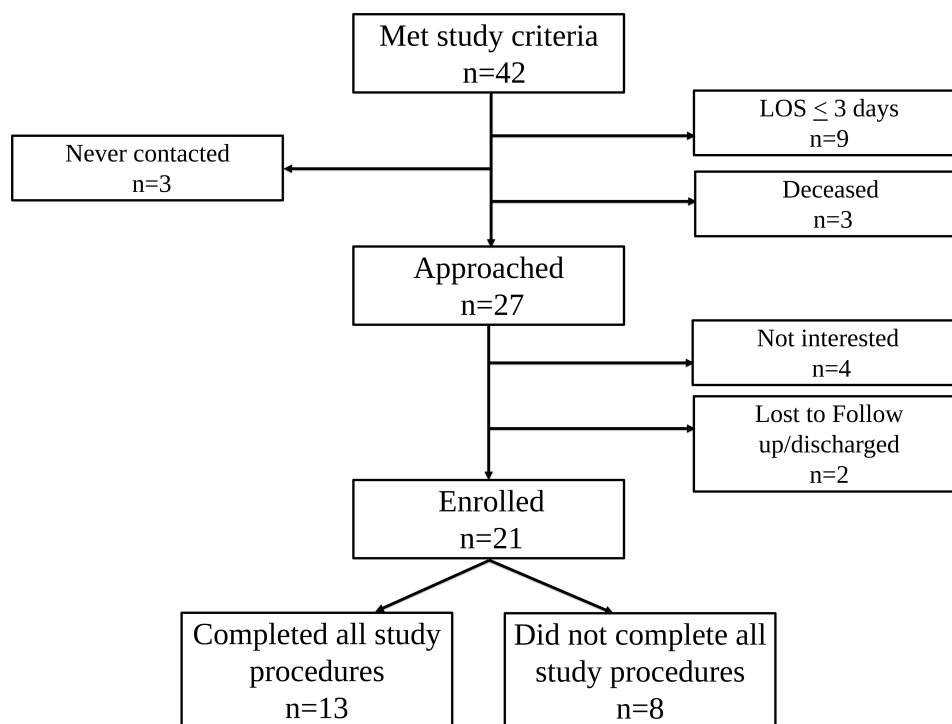 Met study criteria
n=42
LOS ≤ 3 days
n=9
Never contacted
n=3
Deceased
n=3
Approached
n=27
Not interested
n=4
Lost to Follow
up/discharged
n=2
Enrolled
n=21
Completed all study
procedures
n=13
Did not complete all
study procedures
n=8